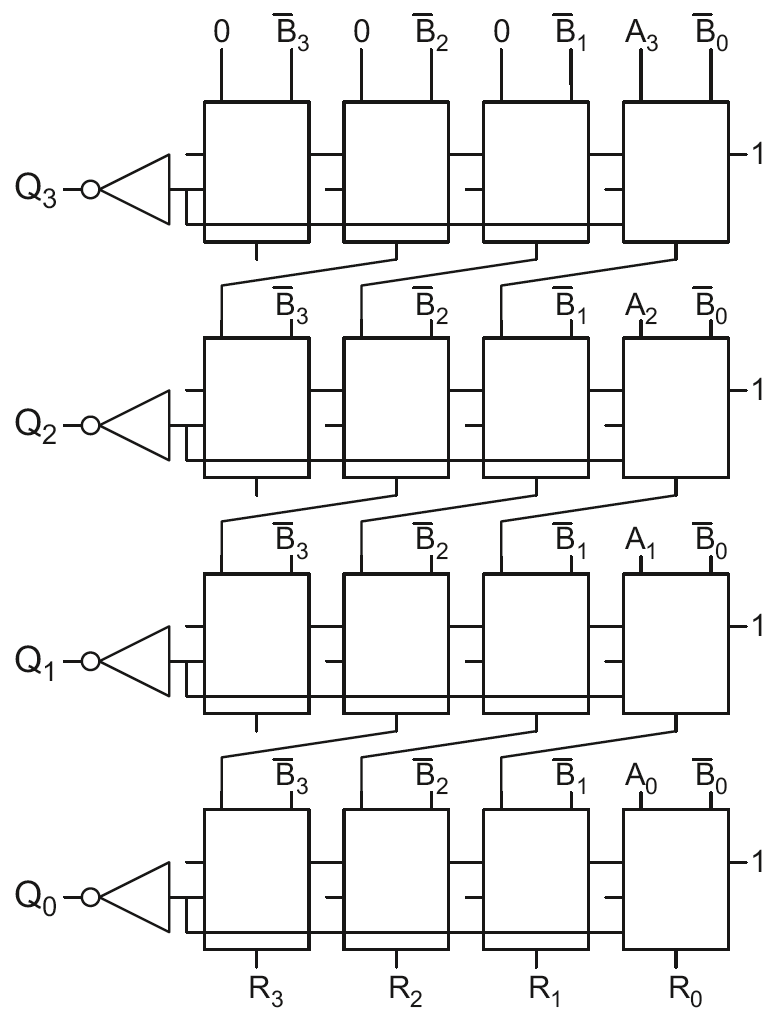 0 B̅₃ 0 B̅₂ 0 B̅₁ A₃ B̅₀
1
Q₃
B̅₃ B̅₂ B̅₁ A₂ B̅₀
1
Q₂
B̅₃ B̅₂ B̅₁ A₁ B̅₀
1
Q₁
B̅₃ B̅₂ B̅₁ A₀ B̅₀
1
Q₀
R₃ R₂ R₁ R₀